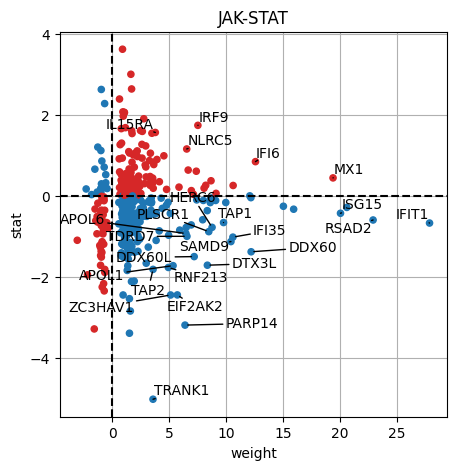 JAK-STAT
4
2
0
−2
−4
stat
IL15RA
IRF9
NLRC5
IFI6
MX1
HERC6
ISG15
APOL6
PLSCR1
TAP1
IFIT1
TDRD7
IFI35
RSAD2
SAMD9
DDX60
DDX60L
DTX3L
APOL1
RNF213
TAP2
ZC3HAV1
EIF2AK2
PARP14
TRANK1
0
5
10
15
20
25
weight